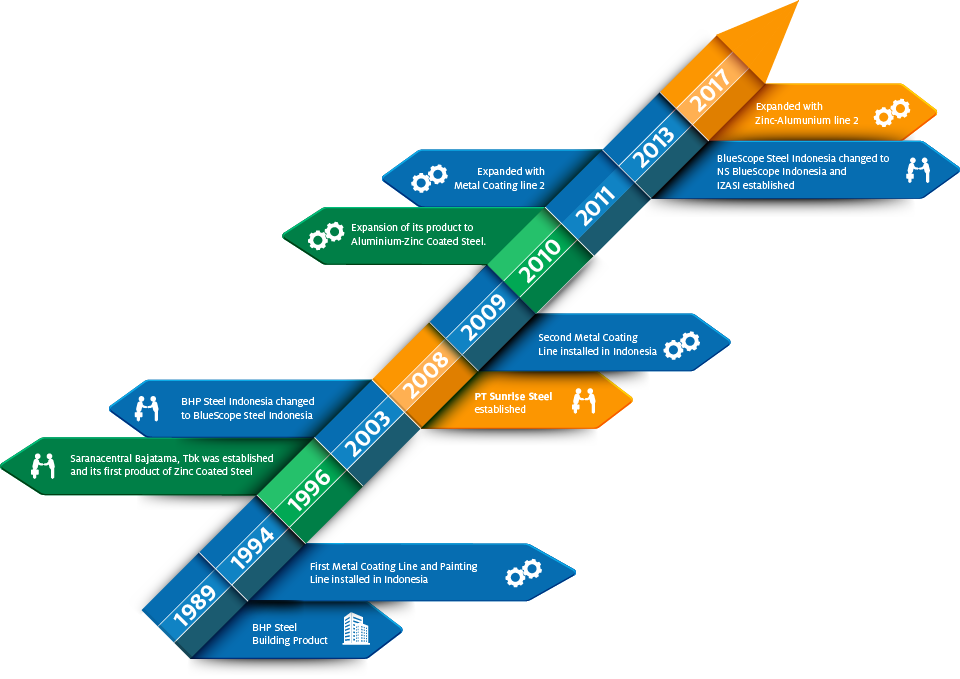 2017
Expanded with
Zinc-Alumunium line 2
2013
BlueScope Steel Indonesia changed to
NS BlueScope Indonesia and
IZASI established
Expanded with
Metal Coating line 2
2011
Expansion of its product to
Aluminium-Zinc Coated Steel.
2010
2009
Second Metal Coating
Line installed in Indonesia
2008
PT Sunrise Steel
established
BHP Steel Indonesia changed
to BlueScope Steel Indonesia
2003
Saranacentral Bajatama, Tbk was established
and its first product of Zinc Coated Steel
1996
1994
First Metal Coating Line and Painting
Line installed in Indonesia
1989
BHP Steel
Building Product